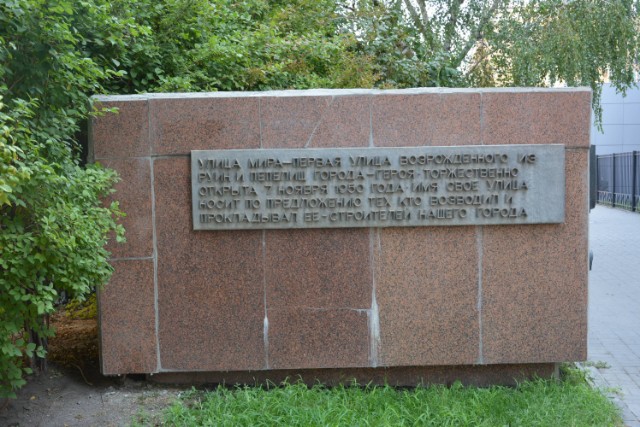 УЛИЦА МИРА—ПЕРВАЯ УЛИЦА ВОЗРОЖДЕННОГО ИЗ
РУИН И ПЕПЕЛИЩ ГОРОДА-ГЕРОЯ·ТОРЖЕСТВЕННО
ОТКРЫТА 7 НОЯБРЯ 1950 ГОДА·ИМЯ СВОЕ УЛИЦА
НОСИТ ПО ПРЕДЛОЖЕНИЮ ТЕХ КТО ВОЗВОДИЛ И
ПРОКЛАДЫВАЛ ЕЕ-СТРОИТЕЛЕЙ НАШЕГО ГОРОДА